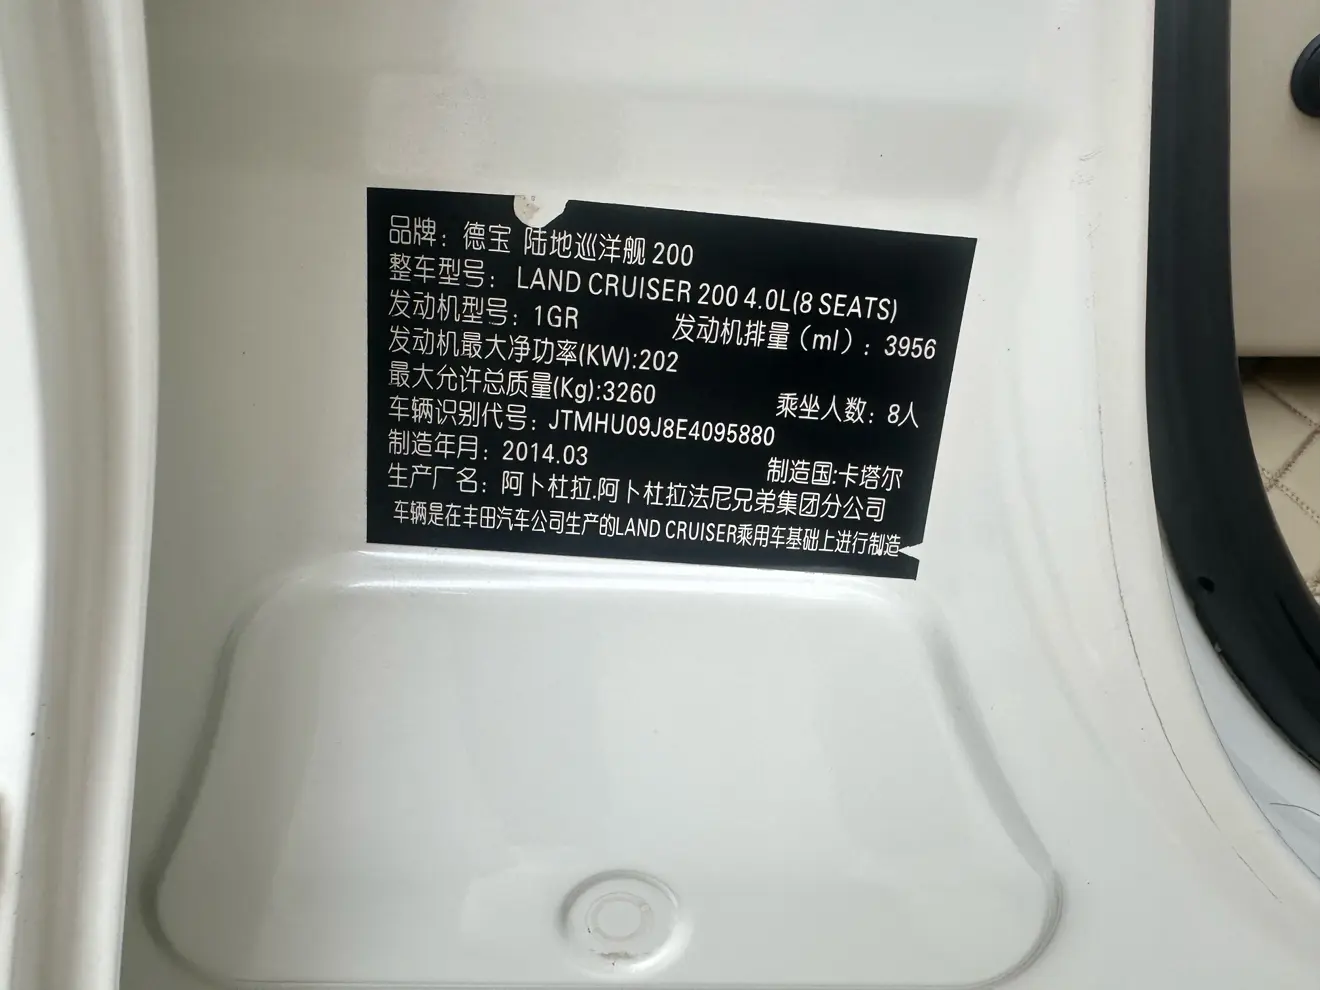 品牌：德宝 陆地巡洋舰 200
整车型号： LAND CRUISER 200 4.0L(8 SEATS)
发动机型号：1GR 发动机排量（ml）：3956
发动机最大净功率(KW):202
最大允许总质量(Kg):3260 乘坐人数：8人
车辆识别代号：JTMHU09J8E4095880
制造年月：2014.03 制造国:卡塔尔
生产厂名：阿卜杜拉.阿卜杜拉法尼兄弟集团分公司
车辆是在丰田汽车公司生产的LAND CRUISER乘用车基础上进行制造